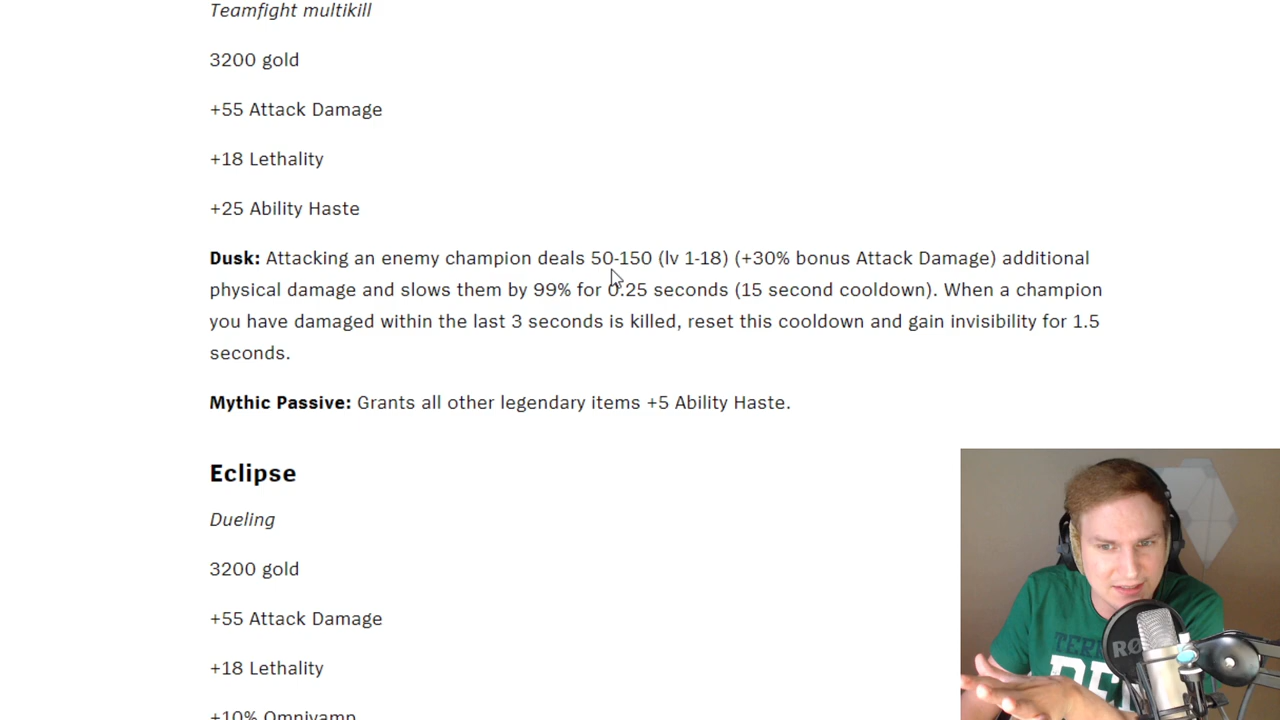 Teamfight multikill
3200 gold
+55 Attack Damage
+18 Lethality
+25 Ability Haste
Dusk: Attacking an enemy champion deals 50-150 (lv 1-18) (+30% bonus Attack Damage) additional
physical damage and slows them by 99% for 0.25 seconds (15 second cooldown). When a champion
you have damaged within the last 3 seconds is killed, reset this cooldown and gain invisibility for 1.5
seconds.
Mythic Passive: Grants all other legendary items +5 Ability Haste.
Eclipse
Dueling
3200 gold
+55 Attack Damage
+18 Lethality
+10% Omnivamp
RØ